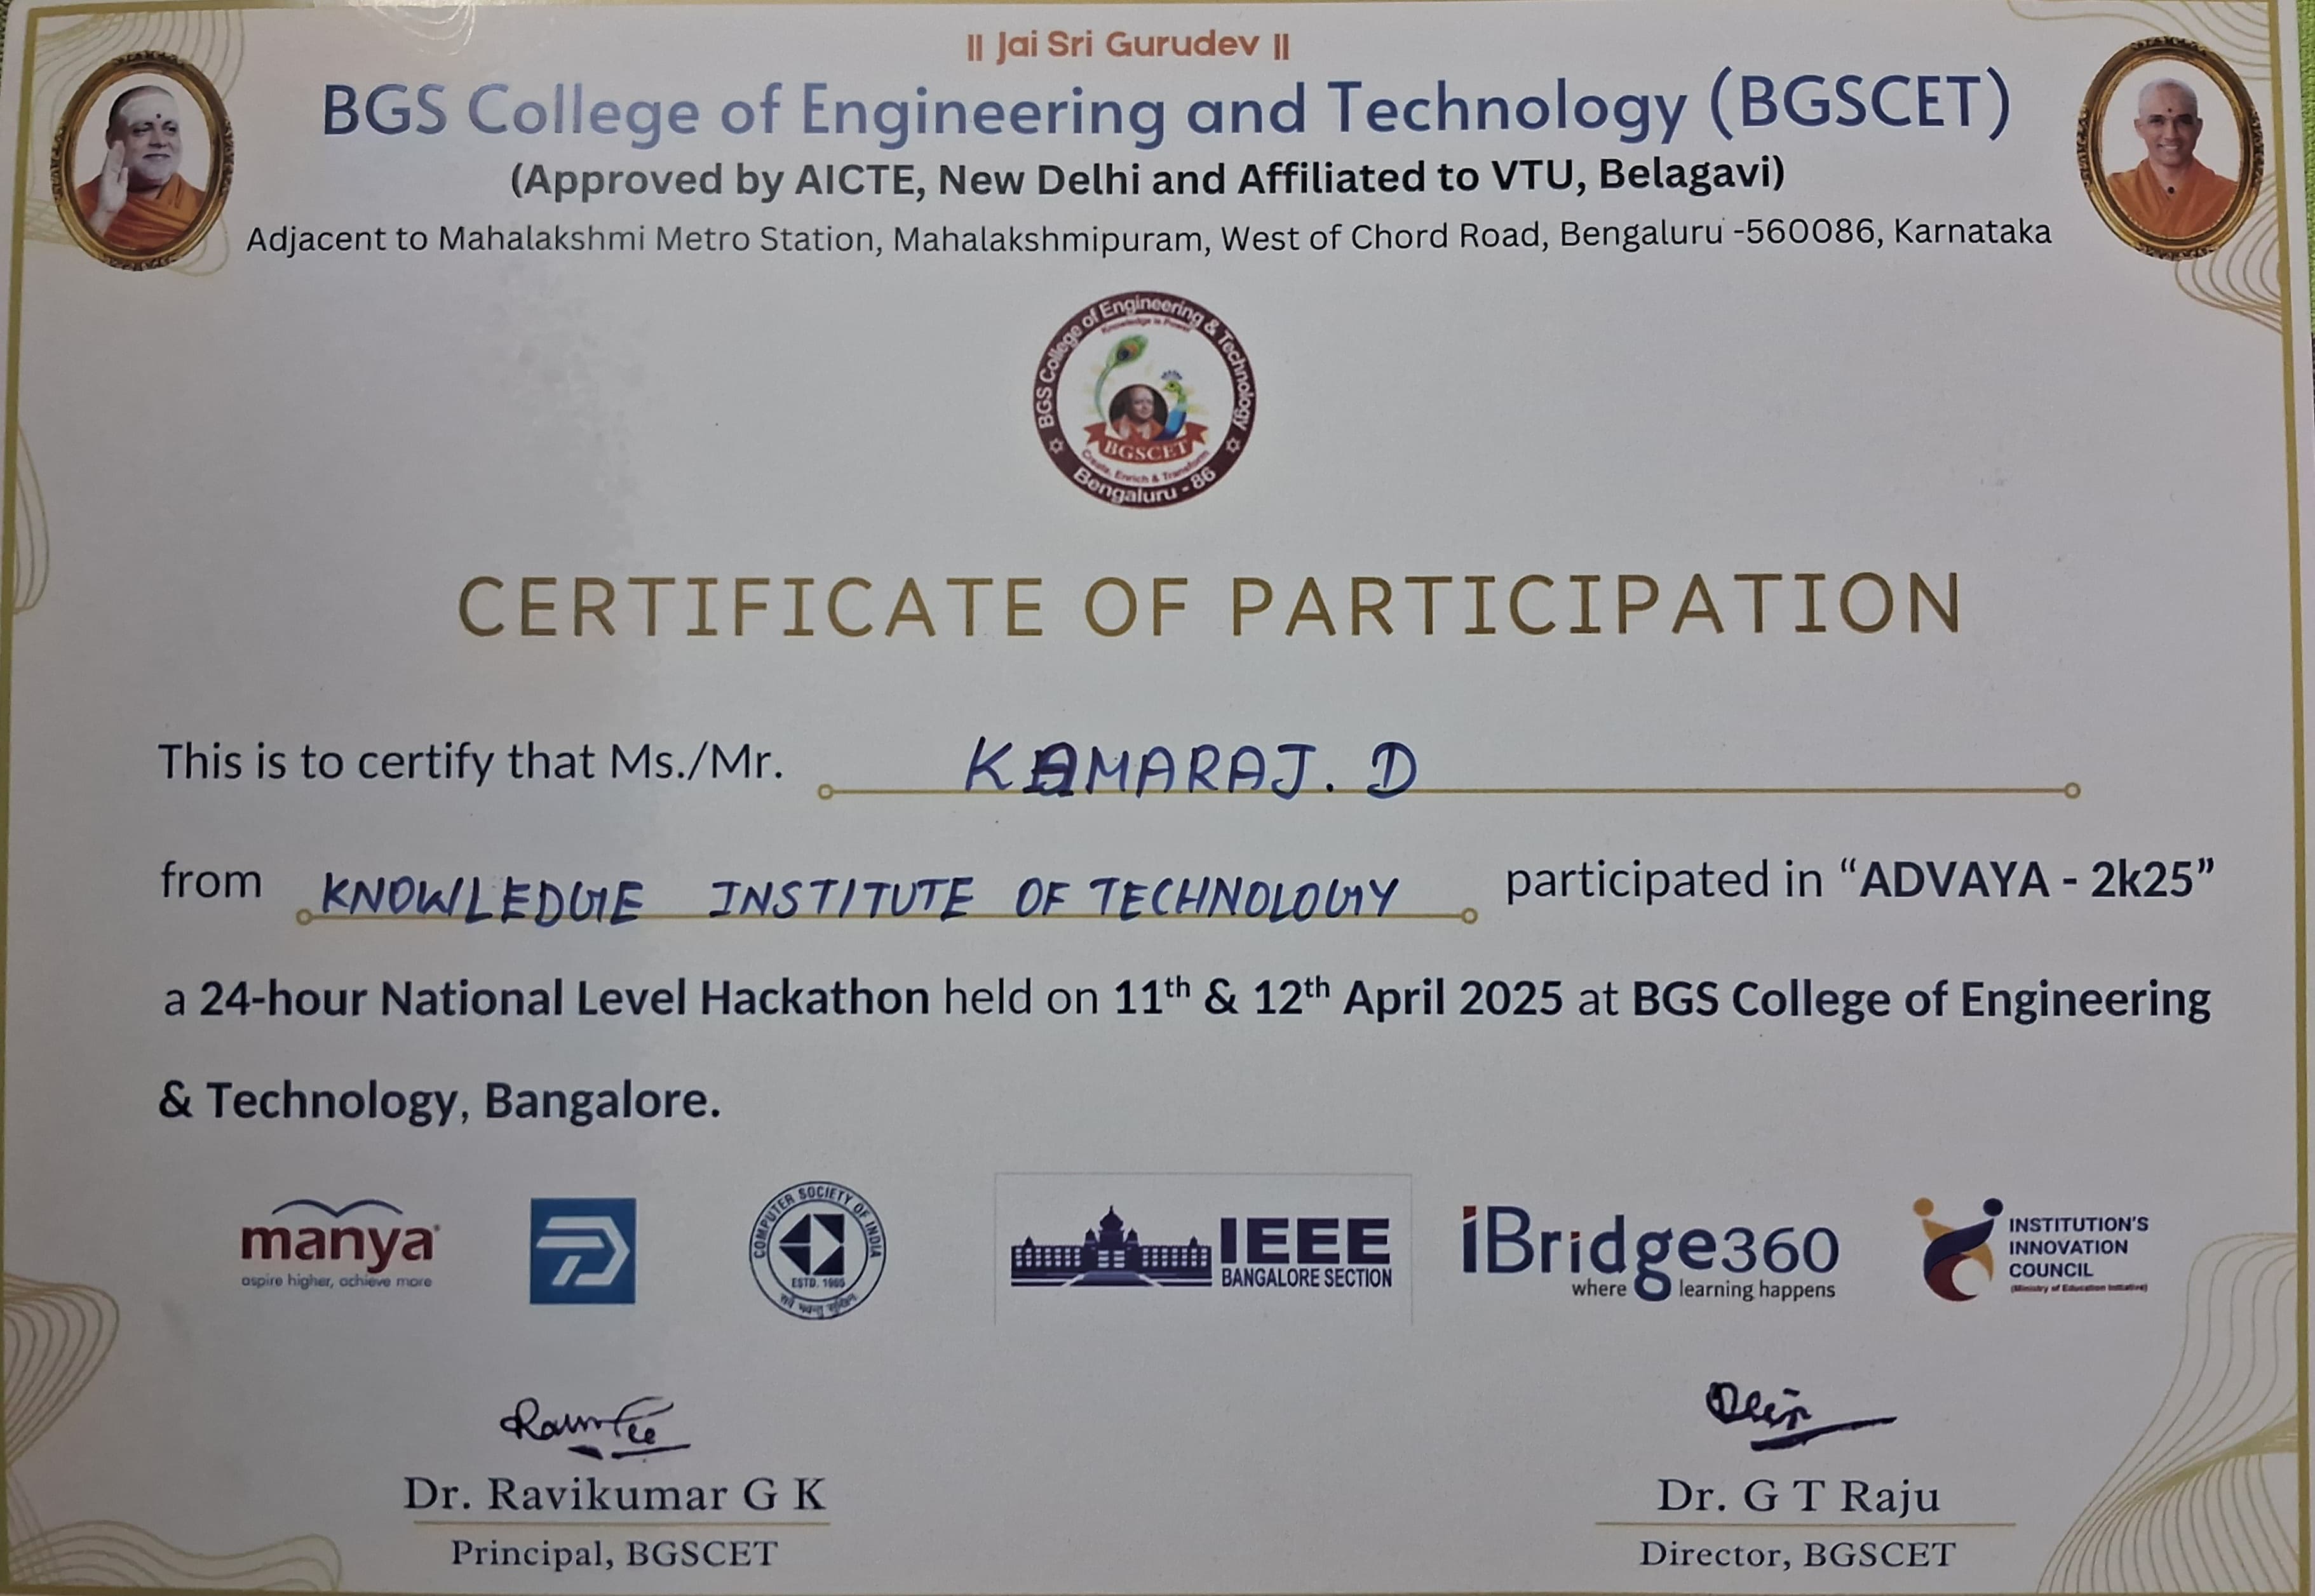 || Jai Sri Gurudev ||
BGS College of Engineering and Technology (BGSCET)
(Approved by AICTE, New Delhi and Affiliated to VTU, Belagavi)
Adjacent to Mahalakshmi Metro Station, Mahalakshmipuram, West of Chord Road, Bengaluru -560086, Karnataka
BGS College of Engineering & Technology
Knowledge is Power
BGSCET
Create, Enrich & Transform
Bengaluru - 86
CERTIFICATE OF PARTICIPATION
This is to certify that Ms./Mr. KAMARAJ. D
from KNOWLEDGE INSTITUTE OF TECHNOLOGY participated in “ADVAYA - 2k25”
a 24-hour National Level Hackathon held on 11th & 12th April 2025 at BGS College of Engineering
& Technology, Bangalore.
manya®
aspire higher, achieve more
COMPUTER SOCIETY OF INDIA
ESTD. 1965
IEEE
BANGALORE SECTION
iBridge360
where learning happens
INSTITUTION'S
INNOVATION
COUNCIL
(Ministry of Education Initiative)
Dr. Ravikumar G K
Principal, BGSCET
Dr. G T Raju
Director, BGSCET